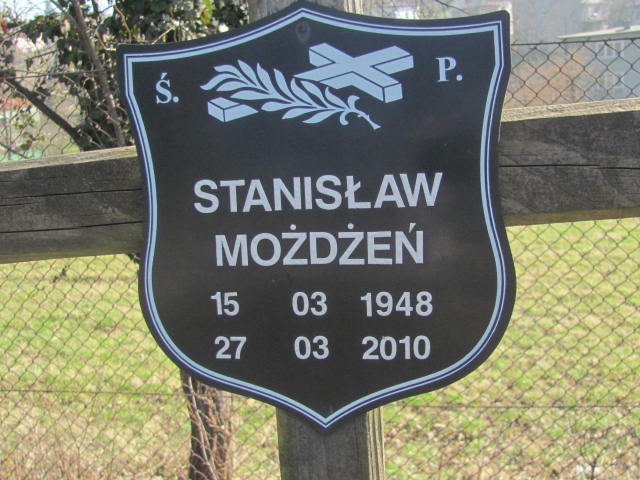 Ś. P.
STANISŁAW
MOŻDŻEŃ
15 03 1948
27 03 2010